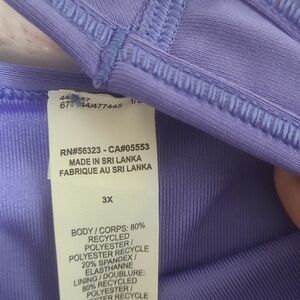 RN#56323 - CA#05553
MADE IN SRI LANKA
FABRIQUE AU SRI LANKA
3X
BODY / CORPS: 80%
RECYCLED
POLYESTER /
POLYESTER RECYCLE
20% SPANDEX /
ELASTHANNE
LINING / DOUBLURE:
80% RECYCLED
POLYESTER /